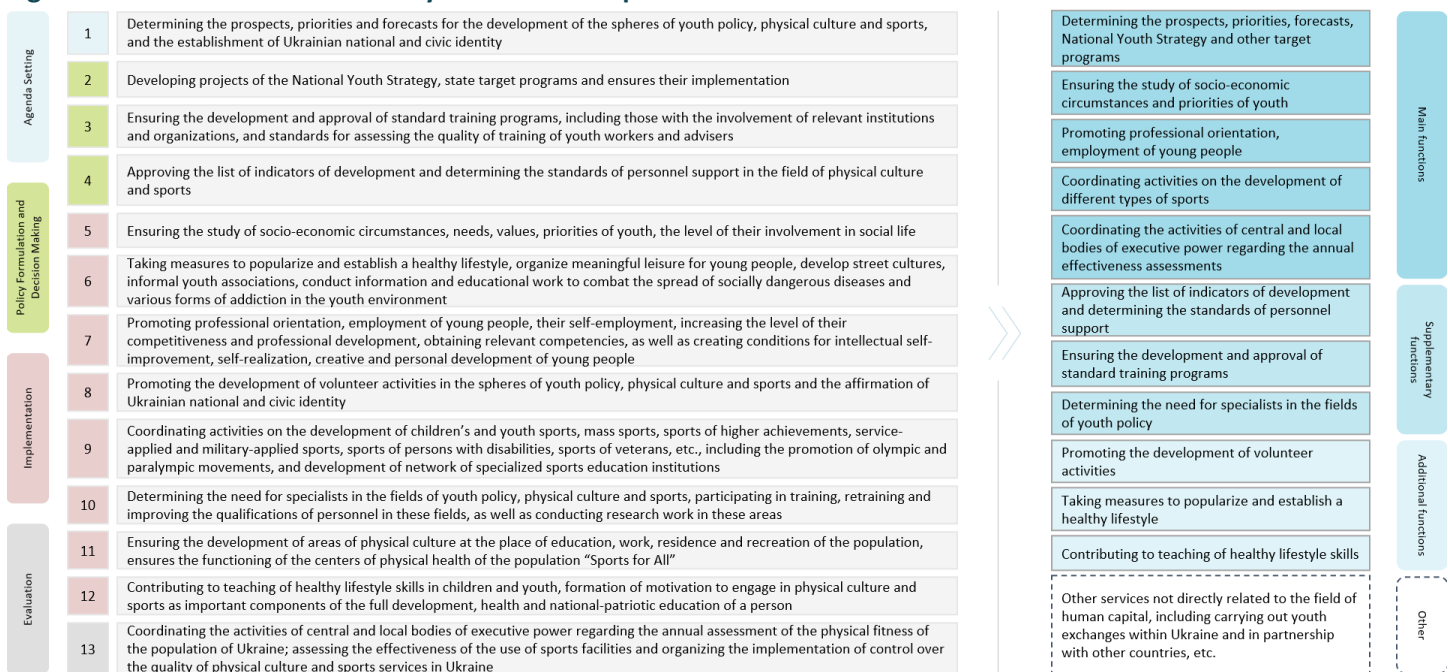 Agenda Setting
Policy Formulation and
Decision Making
Implementation
Evaluation
1
Determining the prospects, priorities and forecasts for the development of the spheres of youth policy, physical culture and sports,
and the establishment of Ukrainian national and civic identity
2
Developing projects of the National Youth Strategy, state target programs and ensures their implementation
3
Ensuring the development and approval of standard training programs, including those with the involvement of relevant institutions
and organizations, and standards for assessing the quality of training of youth workers and advisers
4
Approving the list of indicators of development and determining the standards of personnel support in the field of physical culture
and sports
5
Ensuring the study of socio-economic circumstances, needs, values, priorities of youth, the level of their involvement in social life
6
Taking measures to popularize and establish a healthy lifestyle, organize meaningful leisure for young people, develop street cultures,
informal youth associations, conduct information and educational work to combat the spread of socially dangerous diseases and
various forms of addiction in the youth environment
7
Promoting professional orientation, employment of young people, their self-employment, increasing the level of their
competitiveness and professional development, obtaining relevant competencies, as well as creating conditions for intellectual self-
improvement, self-realization, creative and personal development of young people
8
Promoting the development of volunteer activities in the spheres of youth policy, physical culture and sports and the affirmation of
Ukrainian national and civic identity
9
Coordinating activities on the development of children's and youth sports, mass sports, sports of higher achievements, service-
applied and military-applied sports, sports of persons with disabilities, sports of veterans, etc., including the promotion of olympic and
paralympic movements, and development of network of specialized sports education institutions
10
Determining the need for specialists in the fields of youth policy, physical culture and sports, participating in training, retraining and
improving the qualifications of personnel in these fields, as well as conducting research work in these areas
11
Ensuring the development of areas of physical culture at the place of education, work, residence and recreation of the population,
ensures the functioning of the centers of physical health of the population “Sports for All”
12
Contributing to teaching of healthy lifestyle skills in children and youth, formation of motivation to engage in physical culture and
sports as important components of the full development, health and national-patriotic education of a person
13
Coordinating the activities of central and local bodies of executive power regarding the annual assessment of the physical fitness of
the population of Ukraine; assessing the effectiveness of the use of sports facilities and organizing the implementation of control over
the quality of physical culture and sports services in Ukraine
Determining the prospects, priorities, forecasts,
National Youth Strategy and other target
programs
Ensuring the study of socio-economic
circumstances and priorities of youth
Promoting professional orientation,
employment of young people
Coordinating activities on the development of
different types of sports
Coordinating the activities of central and local
bodies of executive power regarding the annual
effectiveness assessments
Approving the list of indicators of development
and determining the standards of personnel
support
Ensuring the development and approval of
standard training programs
Determining the need for specialists in the fields
of youth policy
Promoting the development of volunteer
activities
Taking measures to popularize and establish a
healthy lifestyle
Contributing to teaching of healthy lifestyle skills
Other services not directly related to the field of
human capital, including carrying out youth
exchanges within Ukraine and in partnership
with other countries, etc.
Main functions
Supplementary
functions
Additional functions
Other